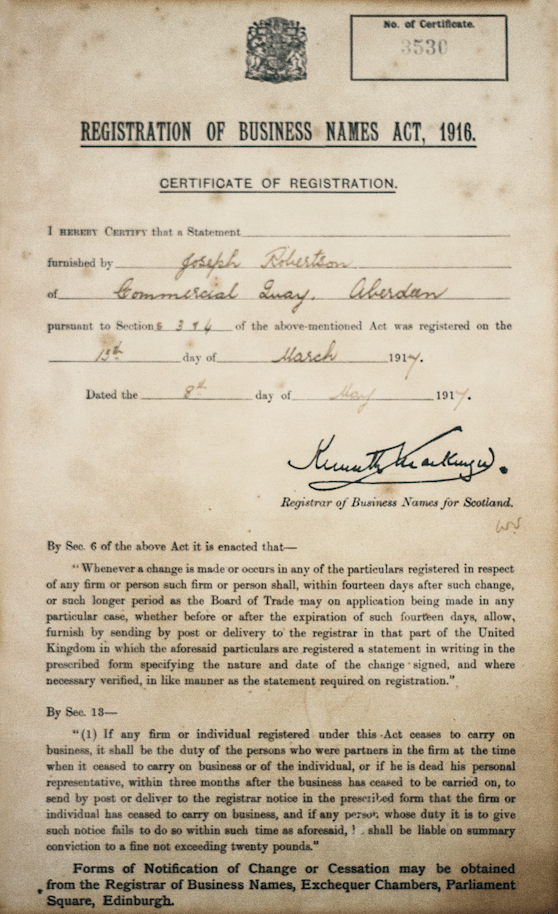 No. of Certificate.
3530
REGISTRATION OF BUSINESS NAMES ACT, 1916.
CERTIFICATE OF REGISTRATION.
I HEREBY CERTIFY that a Statement
furnished by Joseph Robertson
of Commercial Quay. Aberdeen
pursuant to Sections 3 & 4 of the above-mentioned Act was registered on the
13th day of March 1917.
Dated the 8th day of May 1917.
Kenneth Mackenzie.
Registrar of Business Names for Scotland.
By Sec. 6 of the above Act it is enacted that—
“Whenever a change is made or occurs in any of the particulars registered in respect
of any firm or person such firm or person shall, within fourteen days after such change,
or such longer period as the Board of Trade may on application being made in any
particular case, whether before or after the expiration of such fourteen days, allow,
furnish by sending by post or delivery to the registrar in that part of the United
Kingdom in which the aforesaid particulars are registered a statement in writing in the
prescribed form specifying the nature and date of the change signed, and where
necessary verified, in like manner as the statement required on registration.”
By Sec. 13—
“(1) If any firm or individual registered under this Act ceases to carry on
business, it shall be the duty of the persons who were partners in the firm at the time
when it ceased to carry on business or of the individual, or if he is dead his personal
representative, within three months after the business has ceased to be carried on, to
send by post or deliver to the registrar notice in the prescribed form that the firm or
individual has ceased to carry on business, and if any person whose duty it is to give
such notice fails to do so within such time as aforesaid, shall be liable on summary
conviction to a fine not exceeding twenty pounds.”
Forms of Notification of Change or Cessation may be obtained
from the Registrar of Business Names, Exchequer Chambers, Parliament
Square, Edinburgh.